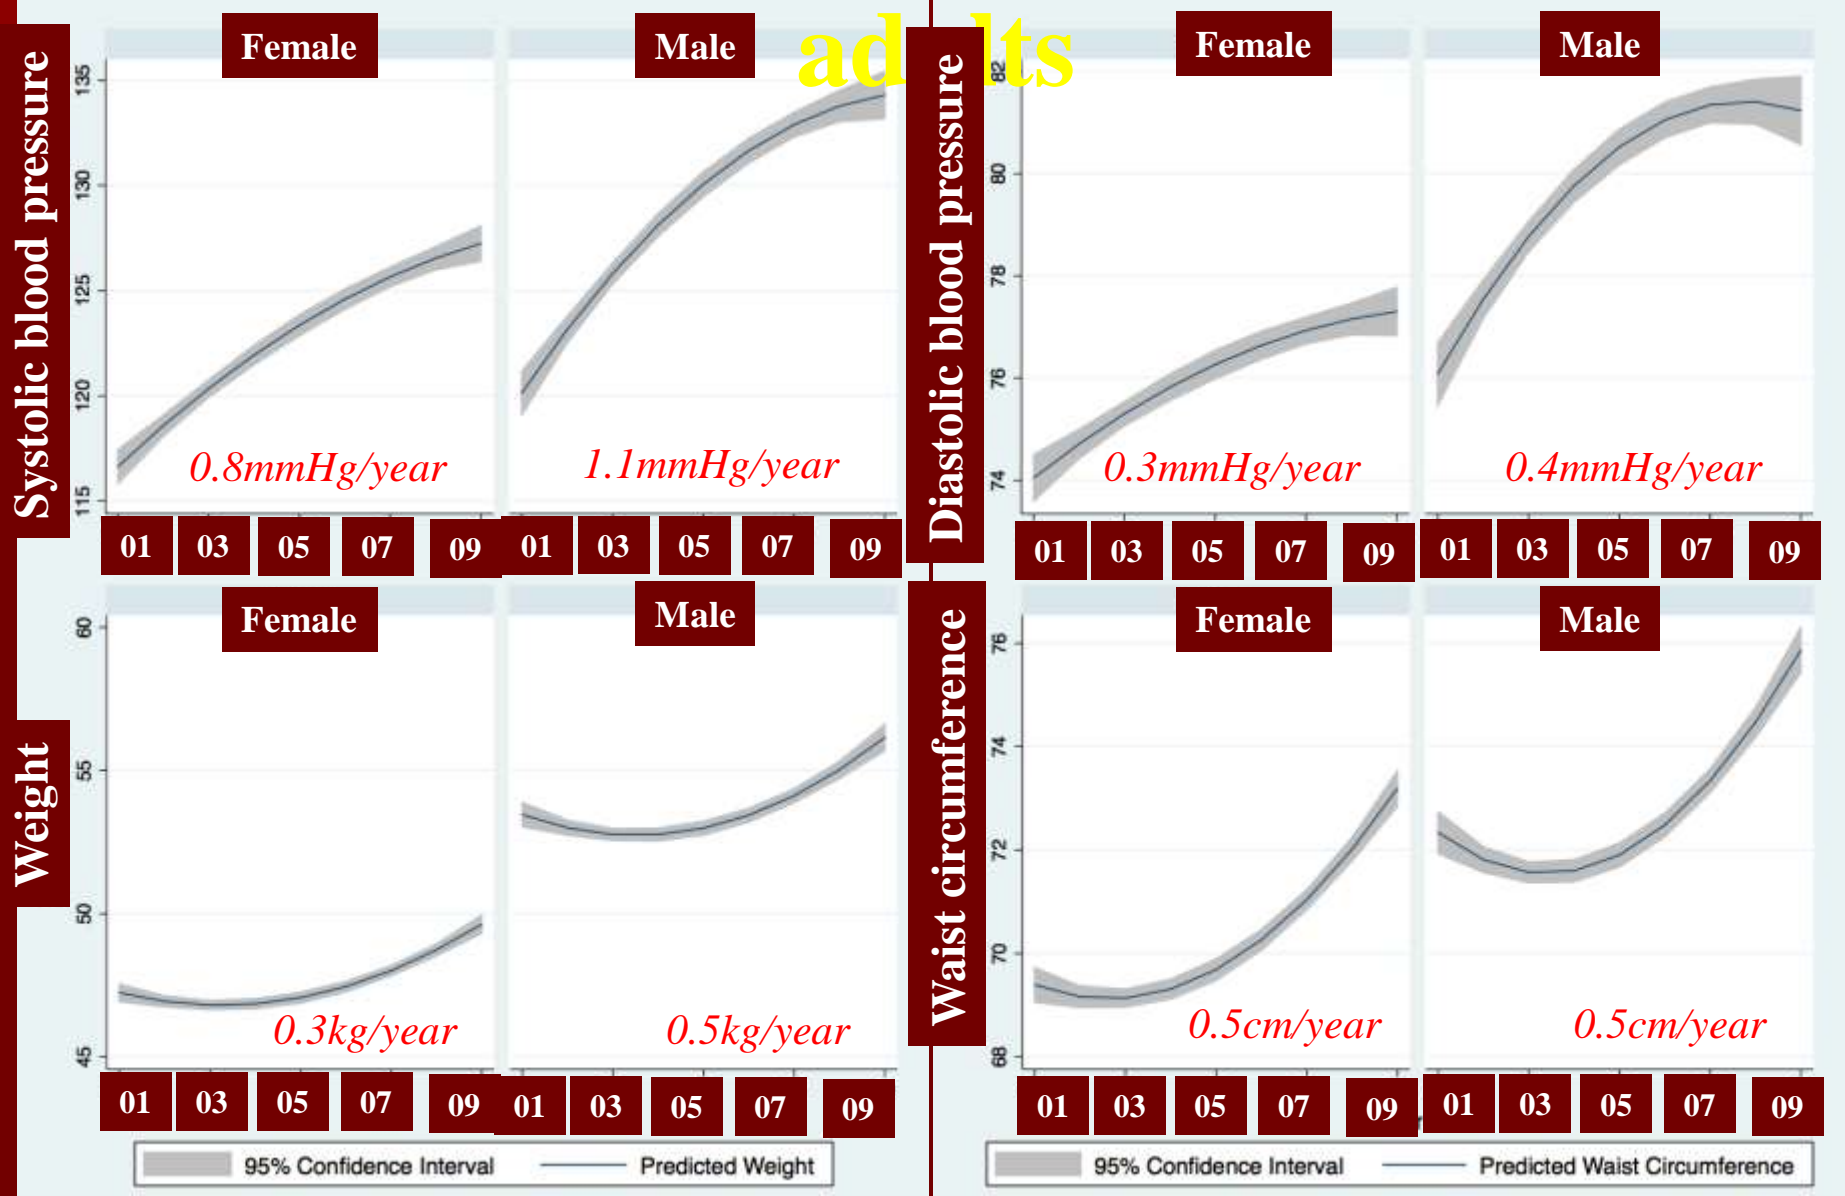 adults
Systolic blood pressure
Female
Male
135
130
125
120
115
0.8mmHg/year
1.1mmHg/year
01 03 05 07 09
01 03 05 07 09
Diastolic blood pressure
Female
Male
82
80
78
76
74
0.3mmHg/year
0.4mmHg/year
01 03 05 07 09
01 03 05 07 09
Weight
Female
Male
60
55
50
45
0.3kg/year
0.5kg/year
01 03 05 07 09
01 03 05 07 09
95% Confidence Interval
Predicted Weight
Waist circumference
Female
Male
76
74
72
70
68
0.5cm/year
0.5cm/year
01 03 05 07 09
01 03 05 07 09
95% Confidence Interval
Predicted Waist Circumference